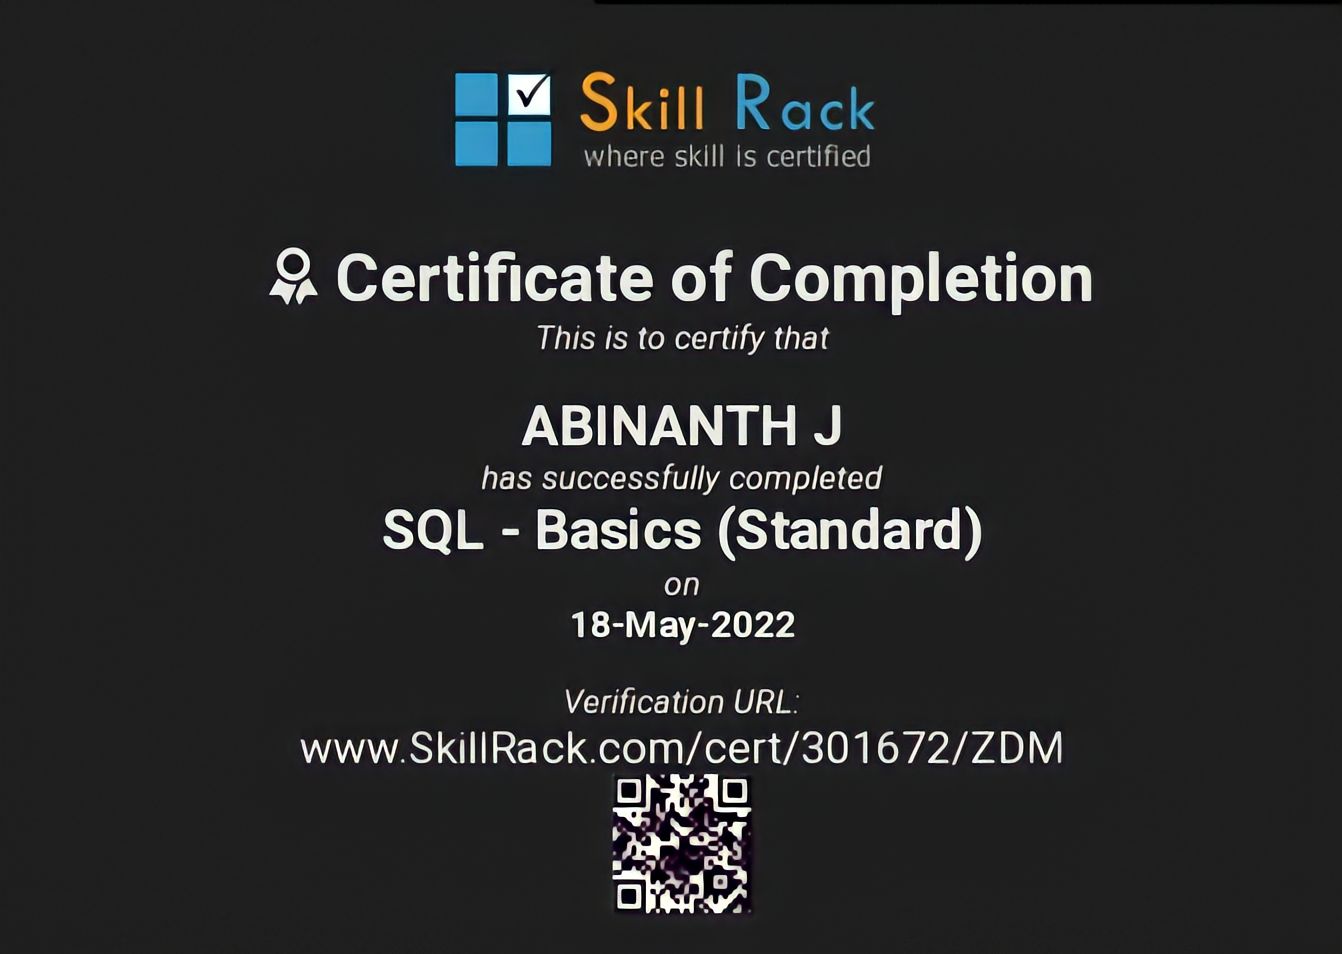 Skill Rack
where skill is certified
Certificate of Completion
This is to certify that
ABINANTH J
has successfully completed
SQL - Basics (Standard)
on
18-May-2022
Verification URL:
www.SkillRack.com/cert/301672/ZDM